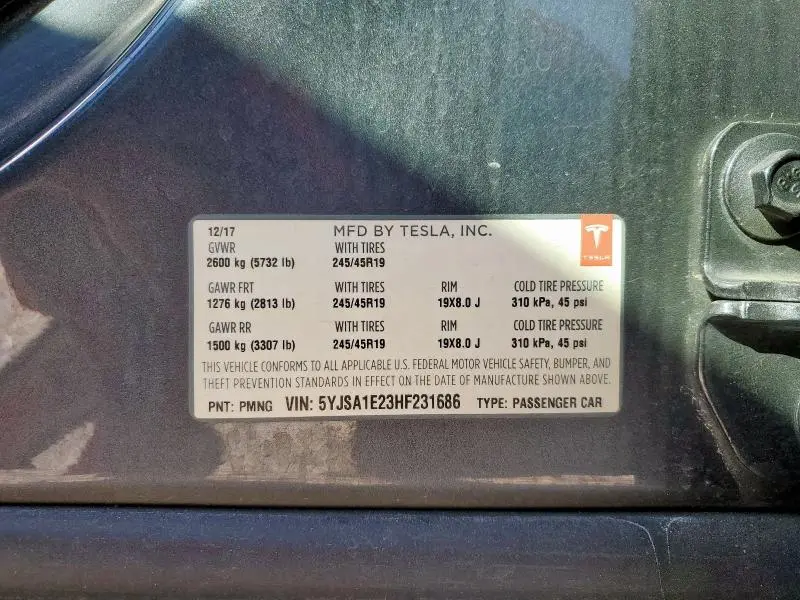 12/17 MFD BY TESLA, INC.
GVWR WITH TIRES
2600 kg (5732 lb) 245/45R19
TESLA
GAWR FRT WITH TIRES RIM COLD TIRE PRESSURE
1276 kg (2813 lb) 245/45R19 19X8.0 J 310 kPa, 45 psi
GAWR RR WITH TIRES RIM COLD TIRE PRESSURE
1500 kg (3307 lb) 245/45R19 19X8.0 J 310 kPa, 45 psi
THIS VEHICLE CONFORMS TO ALL APPLICABLE U.S. FEDERAL MOTOR VEHICLE SAFETY, BUMPER, AND
THEFT PREVENTION STANDARDS IN EFFECT ON THE DATE OF MANUFACTURE SHOWN ABOVE.
PNT: PMNG VIN: 5YJSA1E23HF231686 TYPE: PASSENGER CAR